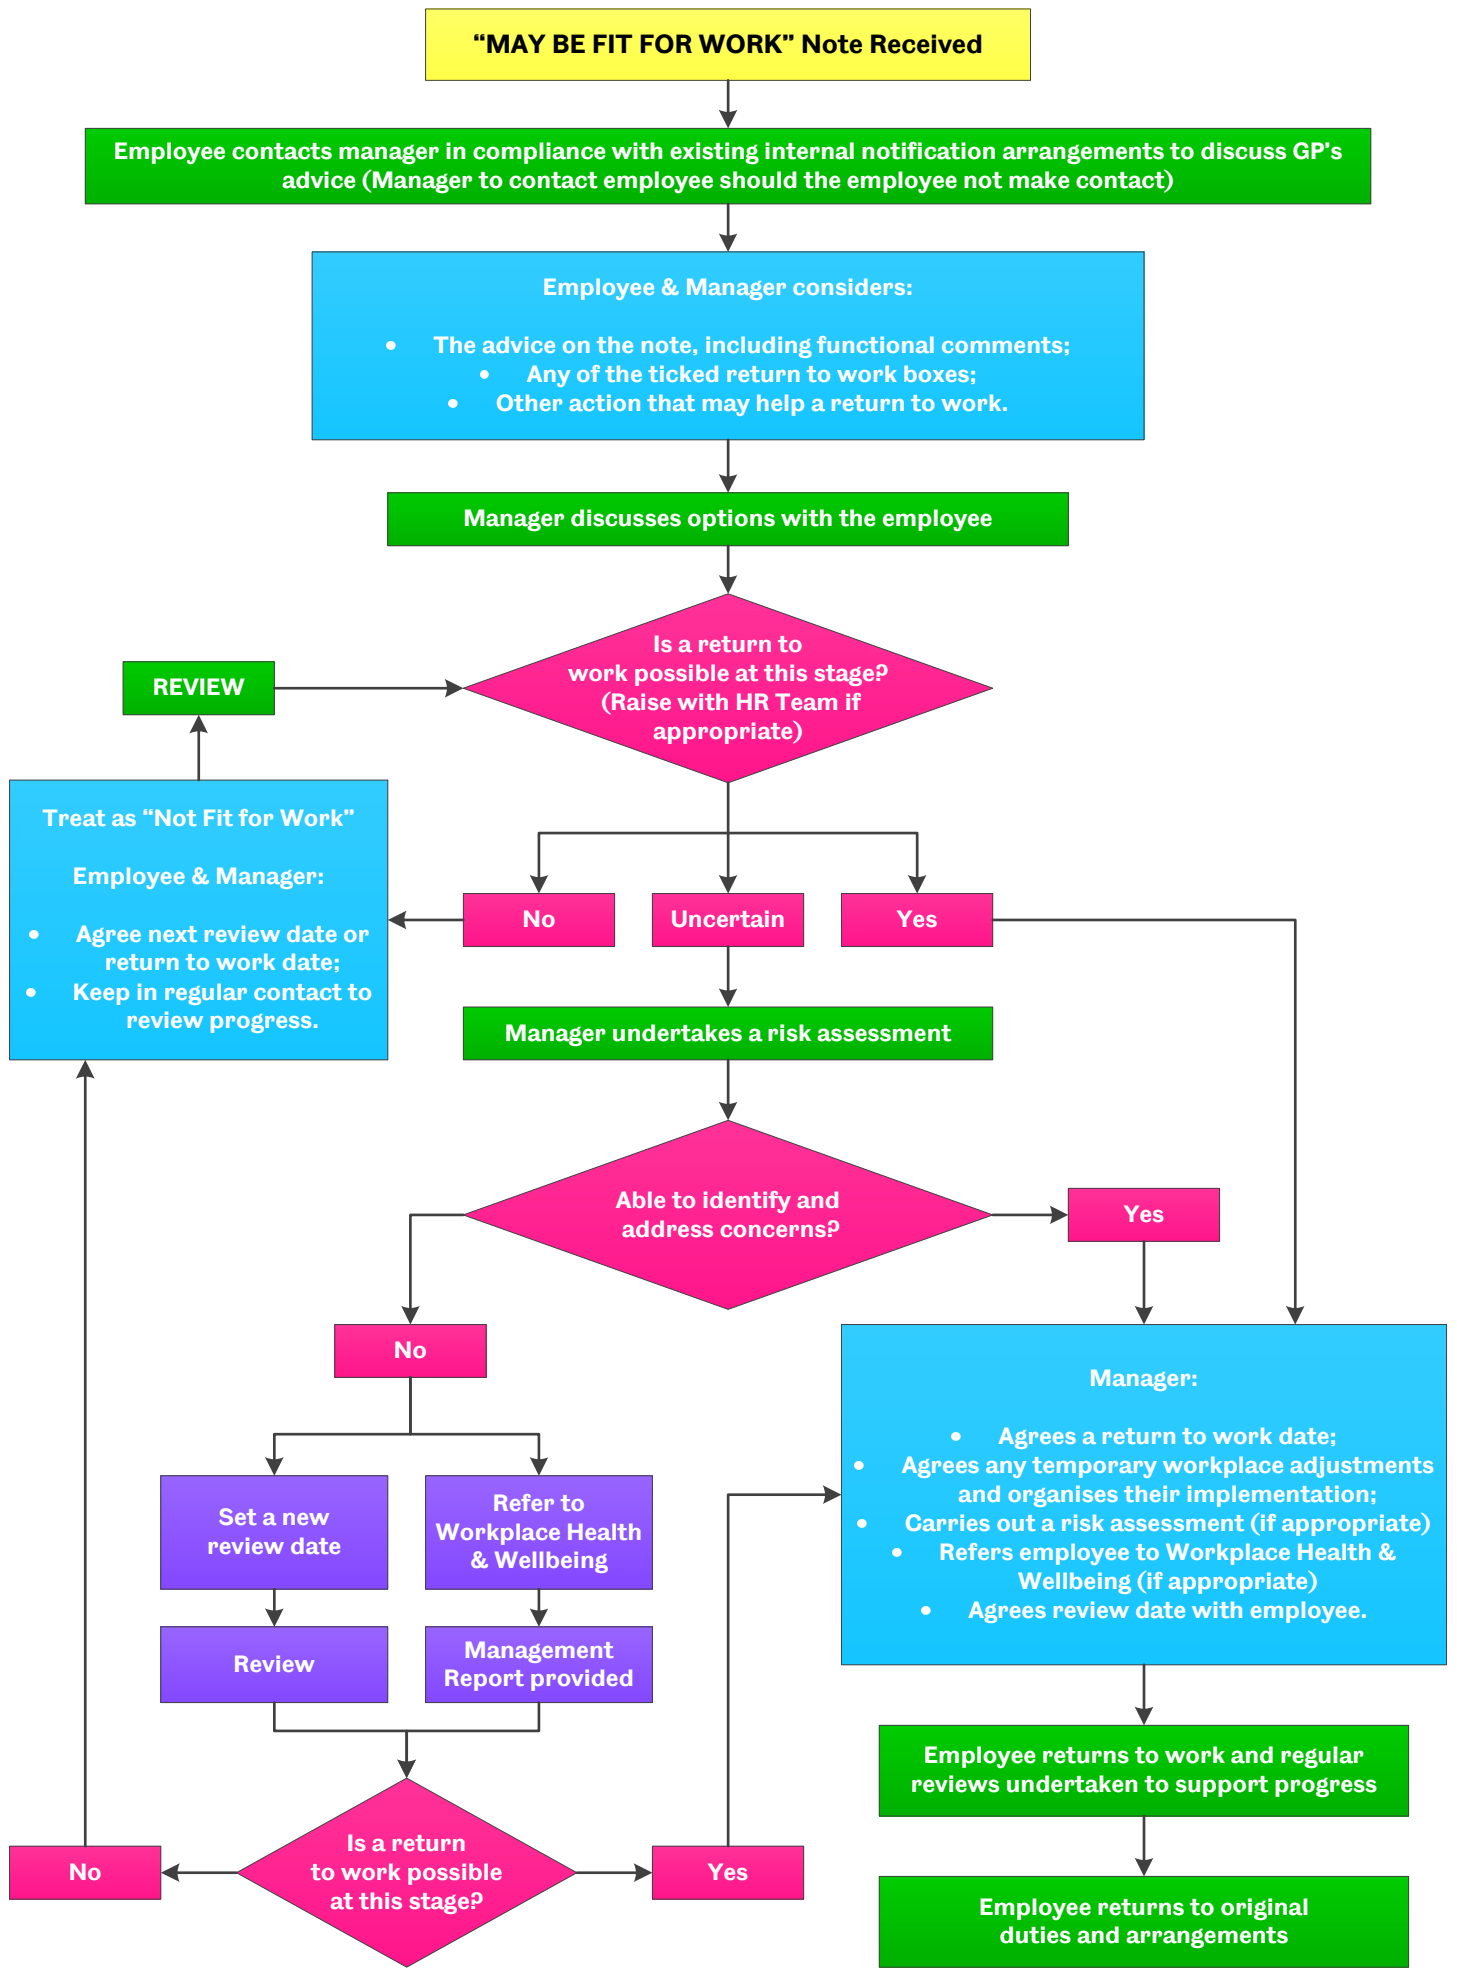 “MAY BE FIT FOR WORK” Note Received
Employee contacts manager in compliance with existing internal notification arrangements to discuss GP's
advice (Manager to contact employee should the employee not make contact)
Employee & Manager considers:
• The advice on the note, including functional comments;
• Any of the ticked return to work boxes;
• Other action that may help a return to work.
Manager discusses options with the employee
Is a return to
work possible at this stage?
(Raise with HR Team if
appropriate)
REVIEW
Treat as “Not Fit for Work”
Employee & Manager:
• Agree next review date or
return to work date;
• Keep in regular contact to
review progress.
No
Uncertain
Yes
Manager undertakes a risk assessment
Able to identify and
address concerns?
Yes
No
Set a new
review date
Refer to
Workplace Health
& Wellbeing
Review
Management
Report provided
Manager:
• Agrees a return to work date;
• Agrees any temporary workplace adjustments
and organises their implementation;
• Carries out a risk assessment (if appropriate)
• Refers employee to Workplace Health &
Wellbeing (if appropriate)
• Agrees review date with employee.
Employee returns to work and regular
reviews undertaken to support progress
No
Is a return
to work possible
at this stage?
Yes
Employee returns to original
duties and arrangements